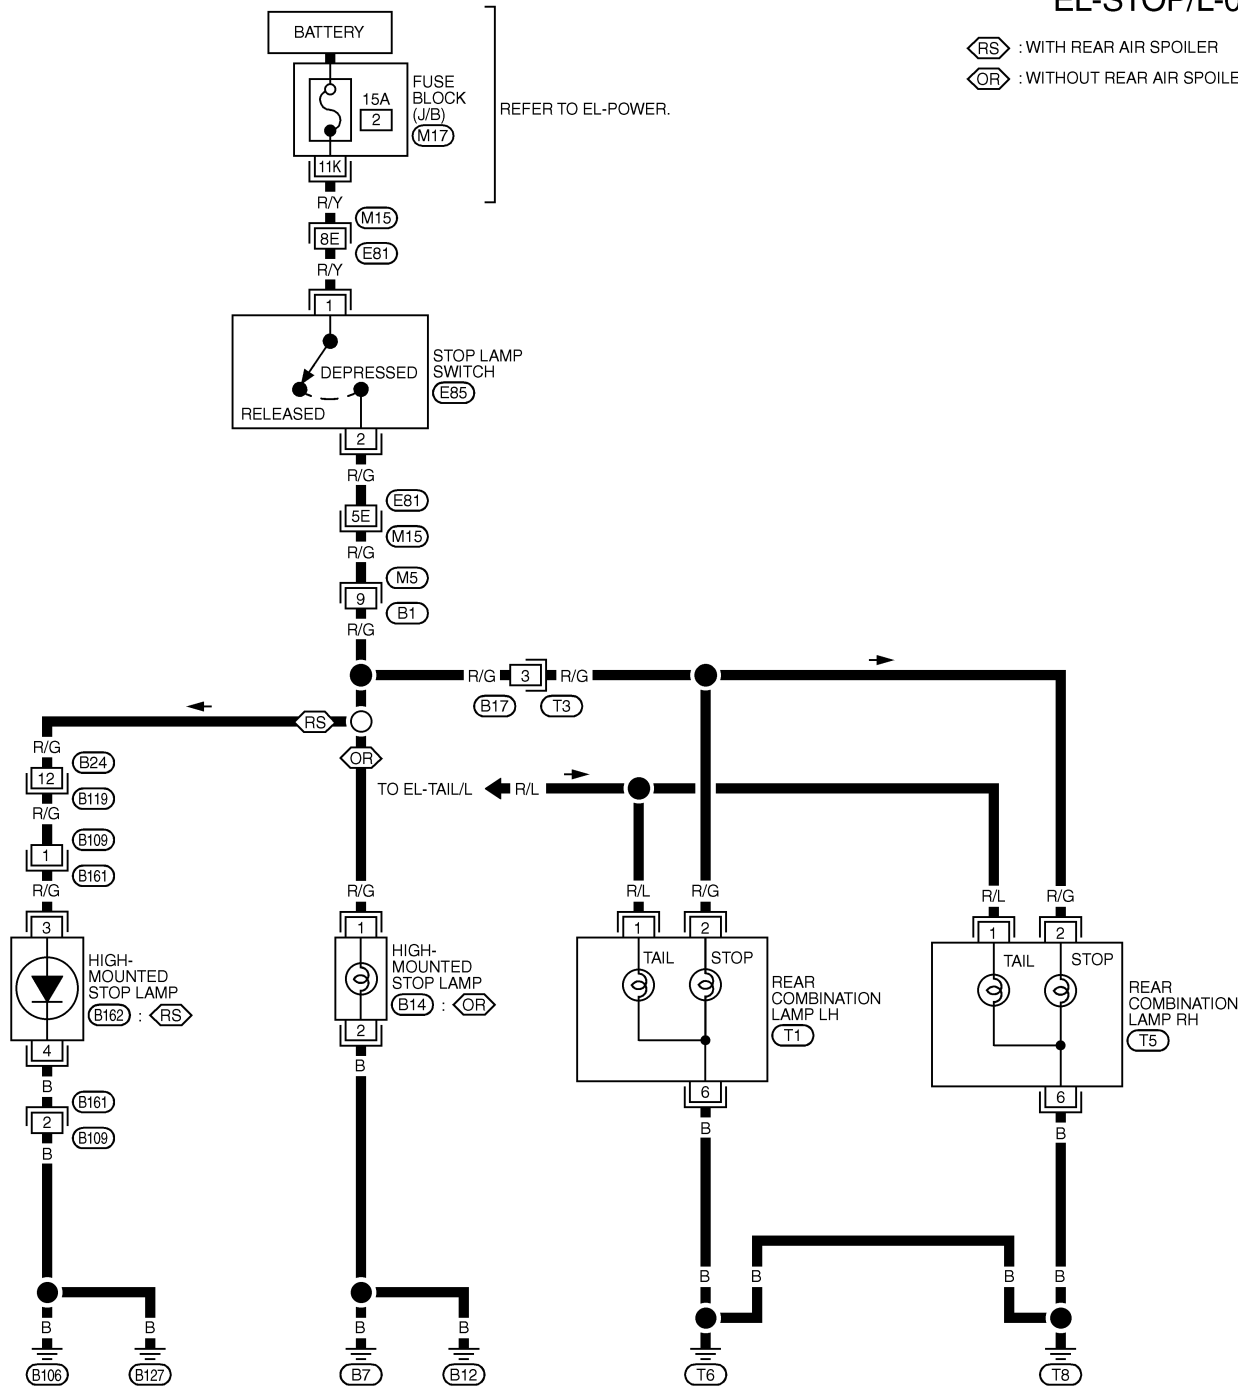 EL-STOP/L-0
RS : WITH REAR AIR SPOILER
OR : WITHOUT REAR AIR SPOILE
BATTERY
15A
2
FUSE
BLOCK
(J/B)
M17
REFER TO EL-POWER.
11K
R/Y
M15
8E
E81
R/Y
1
STOP LAMP
SWITCH
E85
DEPRESSED
RELEASED
2
R/G
E81
5E
M15
R/G
M5
9
B1
R/G
R/G 3 R/G
B17 T3
RS
OR
R/G
B24
12
B119
R/G
B109
1
B161
R/G
TO EL-TAIL/L R/L
R/G
R/L R/G
R/L R/G
3
HIGH-
MOUNTED
STOP LAMP
B162 : RS
4
B
B161
2
B109
B
1
HIGH-
MOUNTED
STOP LAMP
B14 : OR
2
B
1 2
TAIL STOP
REAR
COMBINATION
LAMP LH
T1
6
B
1 2
TAIL STOP
REAR
COMBINATION
LAMP RH
T5
6
B
B B B B
B B B B
B106 B127 B7 B12 T6 T8